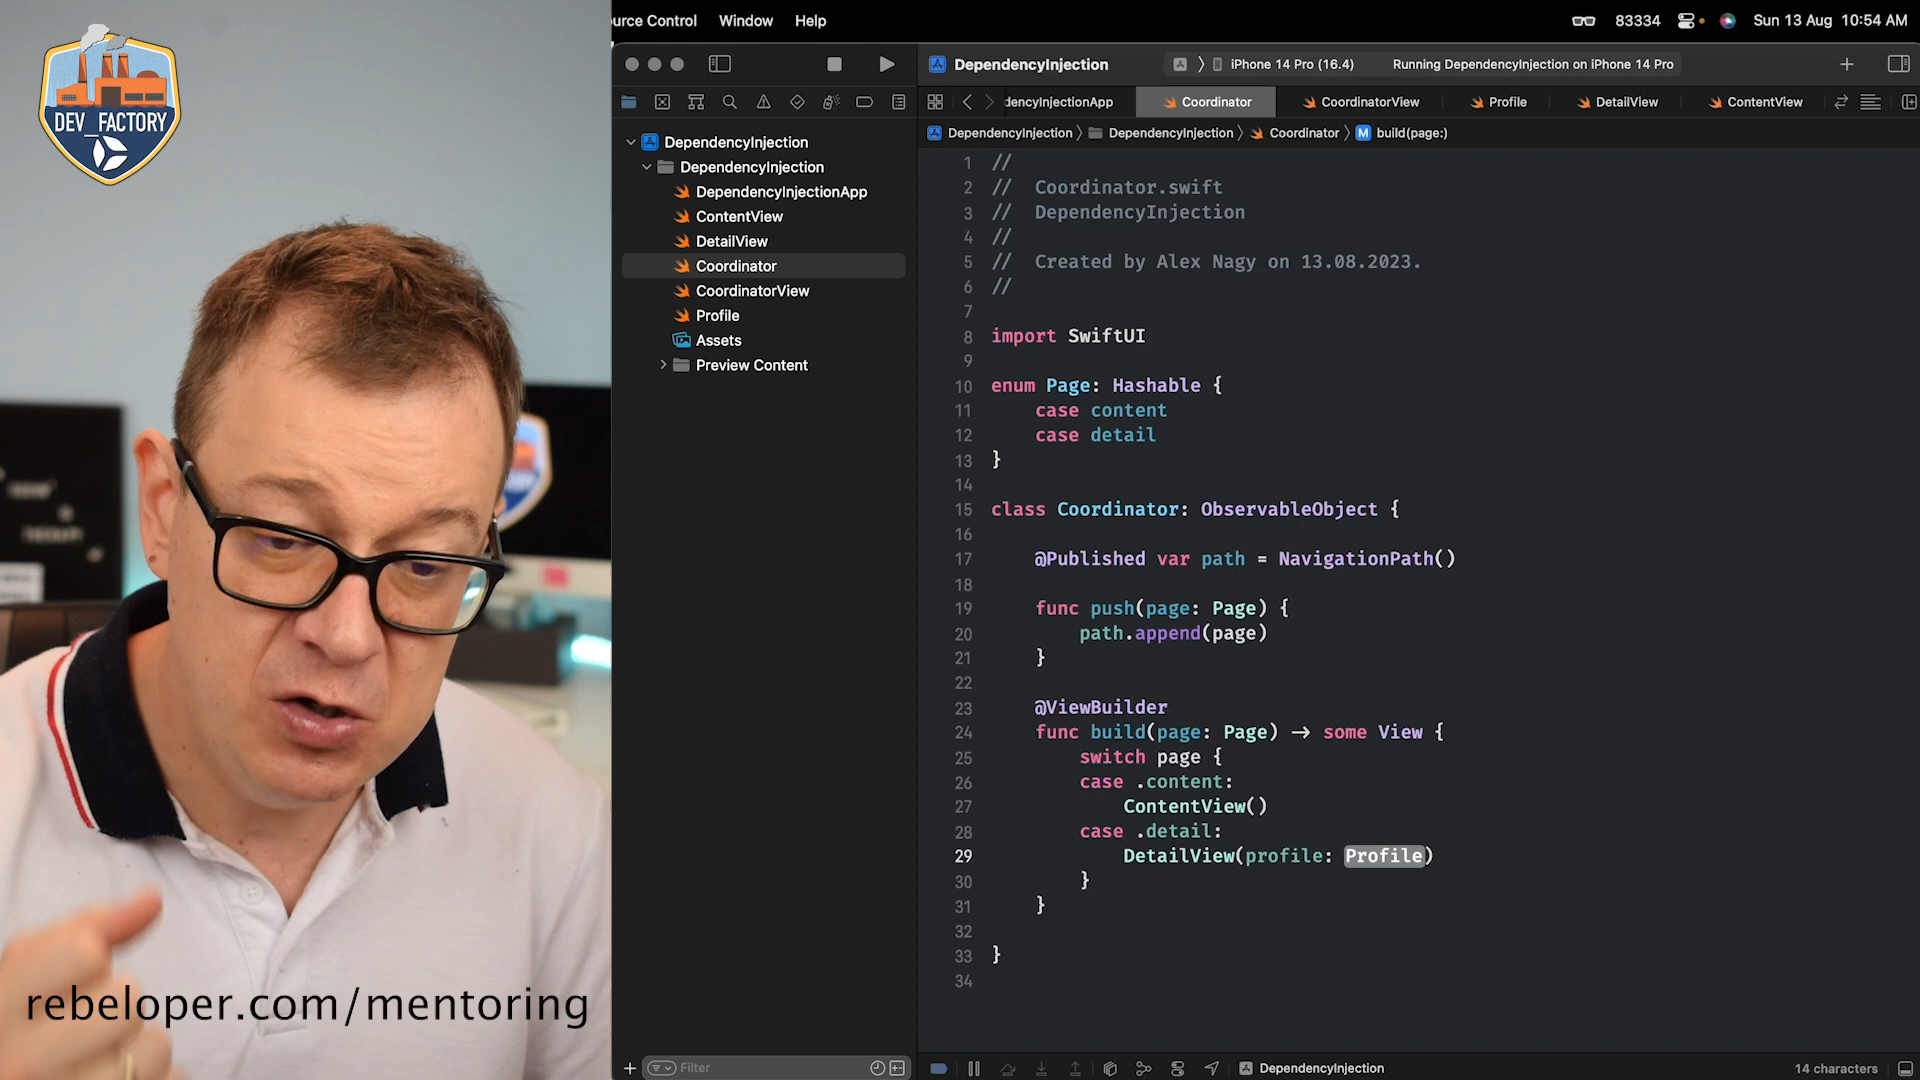 DEV_FACTORY
rebeloper.com/mentoring
urce Control Window Help
83334 Sun 13 Aug 10:54 AM
DependencyInjection
iPhone 14 Pro (16.4) Running DependencyInjection on iPhone 14 Pro
dencyInjectionApp Coordinator CoordinatorView Profile DetailView ContentView
DependencyInjection DependencyInjection Coordinator M build(page:)
DependencyInjection
DependencyInjection
DependencyInjectionApp
ContentView
DetailView
Coordinator
CoordinatorView
Profile
Assets
Preview Content
Filter
1 //
2 //  Coordinator.swift
3 //  DependencyInjection
4 //
5 //  Created by Alex Nagy on 13.08.2023.
6 //
7
8 import SwiftUI
9
10 enum Page: Hashable {
11     case content
12     case detail
13 }
14
15 class Coordinator: ObservableObject {
16
17     @Published var path = NavigationPath()
18
19     func push(page: Page) {
20         path.append(page)
21     }
22
23     @ViewBuilder
24     func build(page: Page) → some View {
25         switch page {
26         case .content:
27             ContentView()
28         case .detail:
29             DetailView(profile: Profile)
30         }
31     }
32
33 }
34
DependencyInjection
14 characters